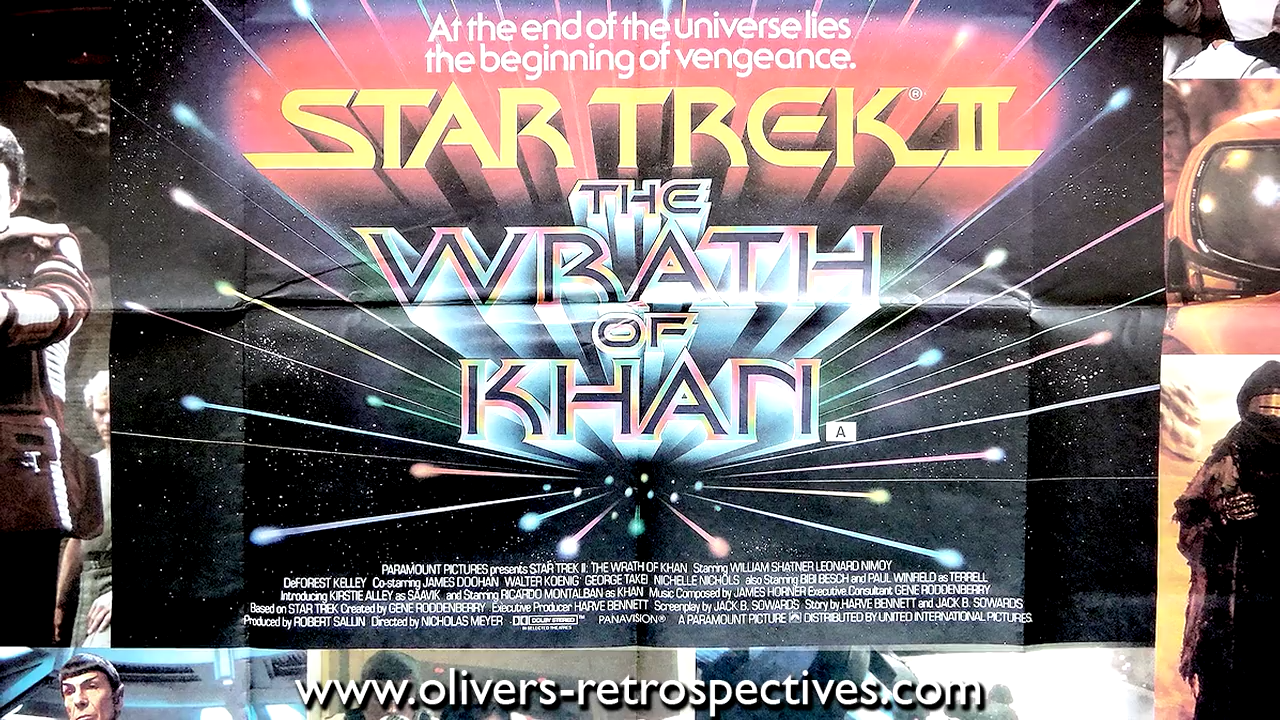 At the end of the universe lies
the beginning of vengeance.
STAR TREK® II
THE
WRATH
OF
KHAN
A
PARAMOUNT PICTURES presents STAR TREK II: THE WRATH OF KHAN Starring WILLIAM SHATNER LEONARD NIMOY
DeFOREST KELLEY Co-starring JAMES DOOHAN WALTER KOENIG GEORGE TAKEI NICHELLE NICHOLS also Starring BIBI BESCH and PAUL WINFIELD as TERRELL
Introducing KIRSTIE ALLEY as SAAVIK and Starring RICARDO MONTALBAN as KHAN Music Composed by JAMES HORNER Executive Consultant GENE RODDENBERRY
Based on STAR TREK Created by GENE RODDENBERRY Executive Producer HARVE BENNETT Screenplay by JACK B. SOWARDS Story by HARVE BENNETT and JACK B. SOWARDS
Produced by ROBERT SALLIN Directed by NICHOLAS MEYER DOLBY STEREO™ PANAVISION® A PARAMOUNT PICTURE DISTRIBUTED BY UNITED INTERNATIONAL PICTURES
IN SELECTED THEATRES
www.olivers-retrospectives.com